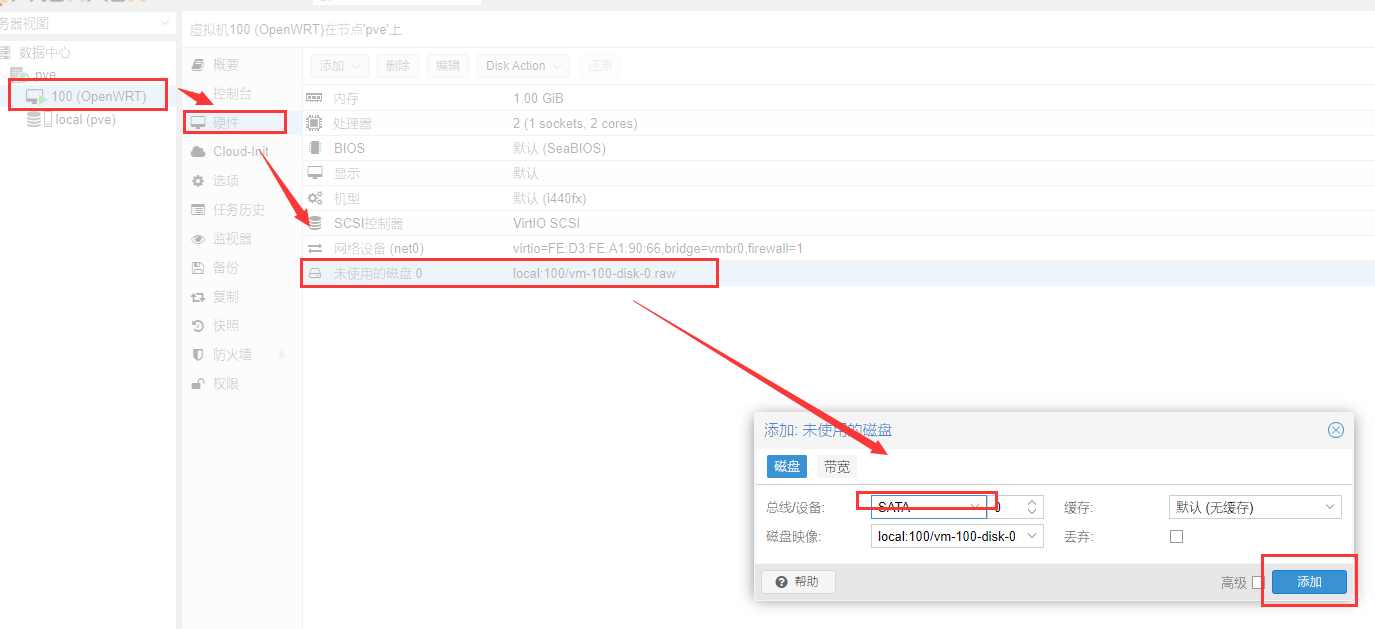 务器视图
虚拟机100 (OpenWRT)在节点'pve'上
数据中心
pve
100 (OpenWRT)
local (pve)
概要
控制台
硬件
Cloud-Init
选项
任务历史
监视器
备份
复制
快照
防火墙
权限
添加 删除 编辑 Disk Action 还原
内存 1.00 GiB
处理器 2 (1 sockets, 2 cores)
BIOS 默认 (SeaBIOS)
显示 默认
机型 默认 (i440fx)
SCSI控制器 VirtIO SCSI
网络设备 (net0) virtio=FE:D3:FE:A1:90:66,bridge=vmbr0,firewall=1
未使用的磁盘 0 local:100/vm-100-disk-0.raw
添加: 未使用的磁盘
磁盘 带宽
总线/设备: SATA 0 缓存: 默认 (无缓存)
磁盘映像: local:100/vm-100-disk-0 丢弃:
帮助 高级 添加